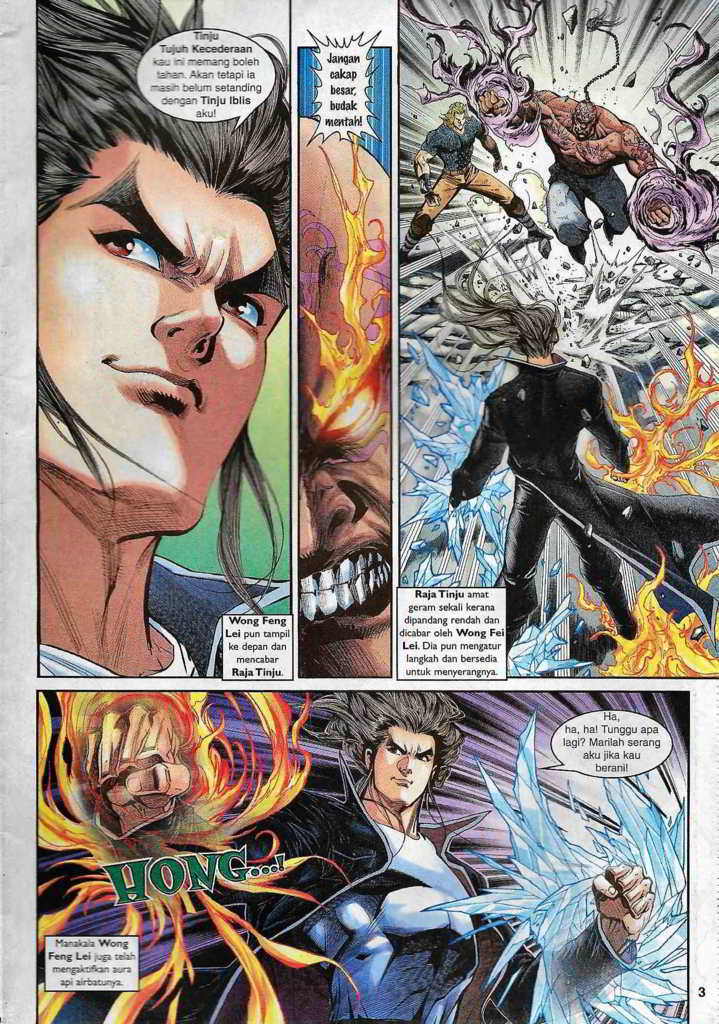 Tinju
Tujuh Kecederaan
kau ini memang boleh
tahan. Akan tetapi ia
masih belum setanding
dengan Tinju Iblis
aku!
Jangan
cakap
besar,
budak
mentah!
Wong Feng
Lei pun tampil
ke depan dan
mencabar
Raja Tinju.
Raja Tinju amat
geram sekali kerana
dipandang rendah dan
dicabar oleh Wong Fei
Lei. Dia pun mengatur
langkah dan bersedia
untuk menyerangnya.
Ha,
ha, ha! Tunggu apa
lagi? Marilah serang
aku jika kau
berani!
HONG...!
Manakala Wong
Feng Lei juga telah
mengaktifkan aura
api airbatunya.
3